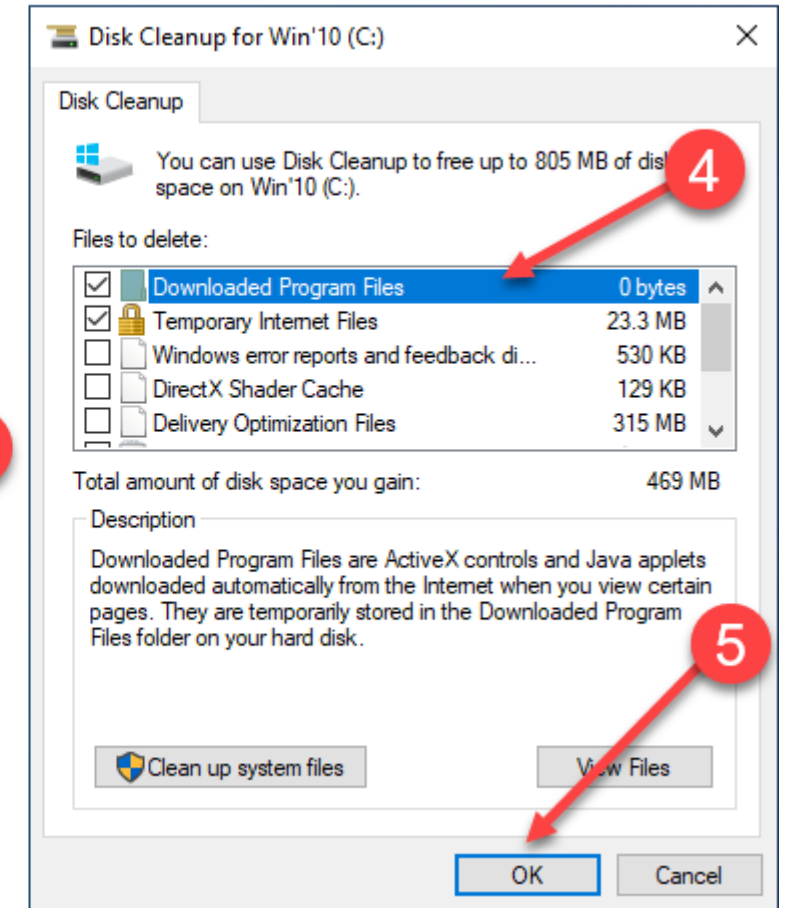 Disk Cleanup for Win'10 (C:)
Disk Cleanup
You can use Disk Cleanup to free up to 805 MB of
space on Win'10 (C:).
4
Files to delete:
Downloaded Program Files 0 bytes
Temporary Internet Files 23.3 MB
Windows error reports and feedback di... 530 KB
DirectX Shader Cache 129 KB
Delivery Optimization Files 315 MB
Total amount of disk space you gain: 469 MB
Description
Downloaded Program Files are ActiveX controls and Java applets
downloaded automatically from the Internet when you view certain
pages. They are temporarily stored in the Downloaded Program
Files folder on your hard disk.
5
Clean up system files
View Files
OK
Cancel